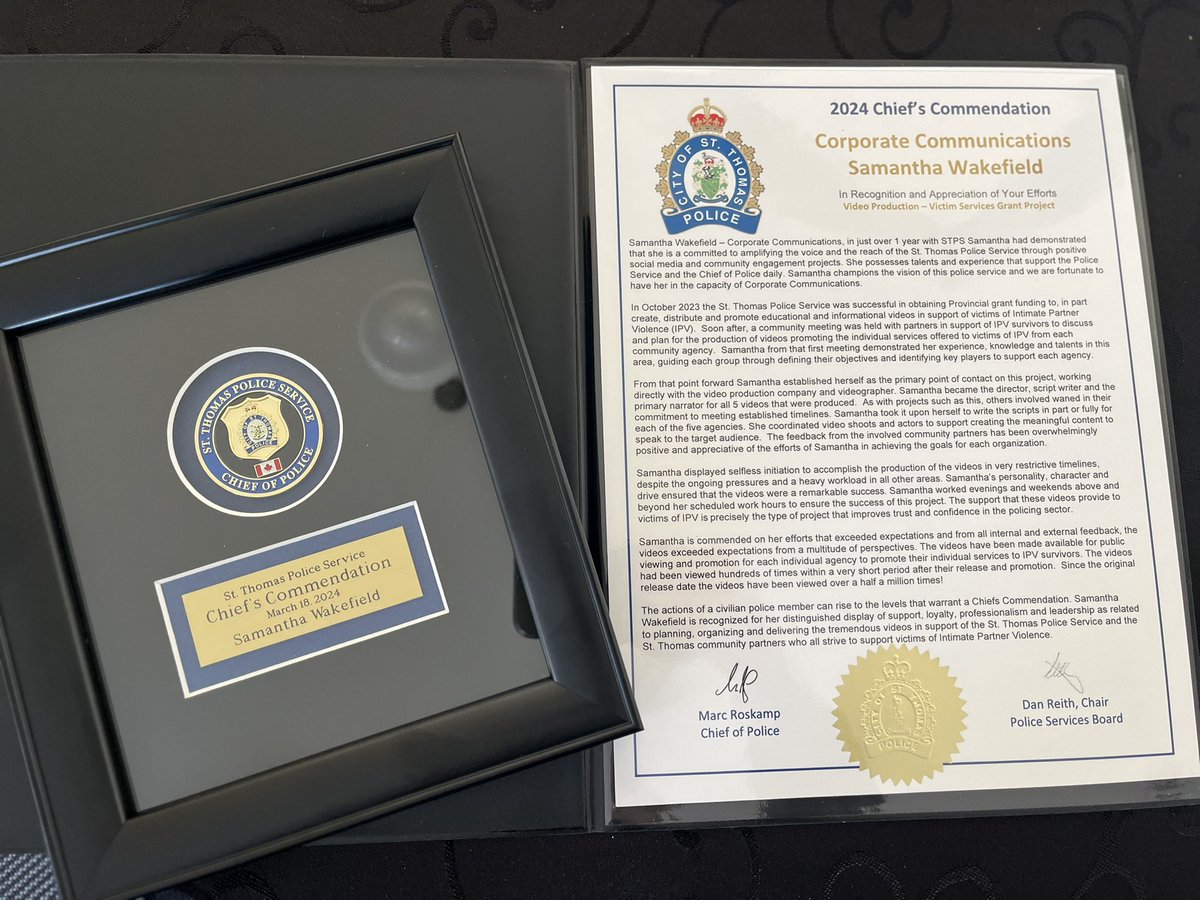 ST. THOMAS POLICE SERVICE
CHIEF OF POLICE
St. Thomas Police Service
Chief's Commendation
March 18, 2024
Samantha Wakefield
CITY OF ST. THOMAS
POLICE
2024 Chief's Commendation
Corporate Communications
Samantha Wakefield
In Recognition and Appreciation of Your Efforts
Video Production – Victim Services Grant Project
Samantha Wakefield – Corporate Communications, in just over 1 year with STPS Samantha had demonstrated
that she is a committed to amplifying the voice and the reach of the St. Thomas Police Service through positive
social media and community engagement projects. She possesses talents and experience that support the Police
Service and the Chief of Police daily. Samantha champions the vision of this police service and we are fortunate to
have her in the capacity of Corporate Communications.
In October 2023 the St. Thomas Police Service was successful in obtaining Provincial grant funding to, in part
create, distribute and promote educational and informational videos in support of victims of Intimate Partner
Violence (IPV). Soon after, a community meeting was held with partners in support of IPV survivors to discuss
and plan for the production of videos promoting the individual services offered to victims of IPV from each
community agency. Samantha from that first meeting demonstrated her experience, knowledge and talents in this
area, guiding each group through defining their objectives and identifying key players to support each agency.
From that point forward Samantha established herself as the primary point of contact on this project, working
directly with the video production company and videographer. Samantha became the director, script writer and the
primary narrator for all 5 videos that were produced. As with projects such as this, others involved waned in their
commitment to meeting established timelines. Samantha took it upon herself to write the scripts in part or fully for
each of the five agencies. She coordinated video shoots and actors to support creating the meaningful content to
speak to the target audience. The feedback from the involved community partners has been overwhelmingly
positive and appreciative of the efforts of Samantha in achieving the goals for each organization.
Samantha displayed selfless initiation to accomplish the production of the videos in very restrictive timelines,
despite the ongoing pressures and a heavy workload in all other areas. Samantha's personality, character and
drive ensured that the videos were a remarkable success. Samantha worked evenings and weekends above and
beyond her scheduled work hours to ensure the success of this project. The support that these videos provide to
victims of IPV is precisely the type of project that improves trust and confidence in the policing sector.
Samantha is commended on her efforts that exceeded expectations and from all internal and external feedback, the
videos exceeded expectations from a multitude of perspectives. The videos have been made available for public
viewing and promotion for each individual agency to promote their individual services to IPV survivors. The videos
had been viewed hundreds of times within a very short period after their release and promotion. Since the original
release date the videos have been viewed over a half a million times!
The actions of a civilian police member can rise to the levels that warrant a Chiefs Commendation. Samantha
Wakefield is recognized for her distinguished display of support, loyalty, professionalism and leadership as related
to planning, organizing and delivering the tremendous videos in support of the St. Thomas Police Service and the
St. Thomas community partners who all strive to support victims of Intimate Partner Violence.
Marc Roskamp
Chief of Police
CITY OF ST THOMAS
POLICE
Dan Reith, Chair
Police Services Board